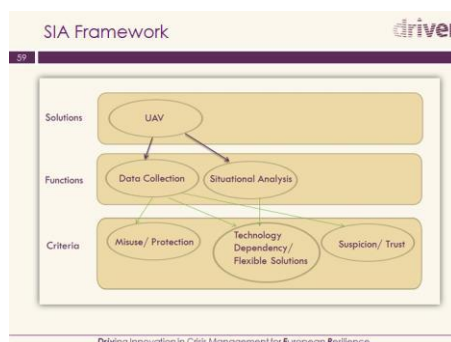 SIA Framework
driver
59
Solutions
UAV
Functions
Data Collection
Situational Analysis
Criteria
Misuse/ Protection
Technology
Dependency/
Flexible Solutions
Suspicion/ Trust
Driving Innovation in Crisis Management for European Resilience